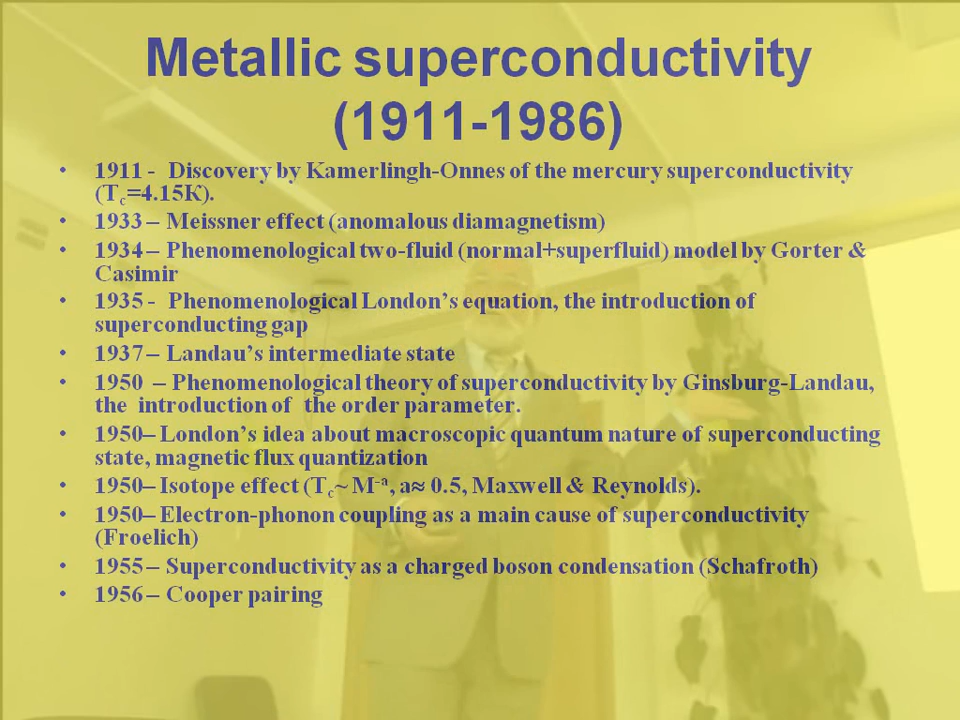 Metallic superconductivity
(1911-1986)
• 1911 - Discovery by Kamerlingh-Onnes of the mercury superconductivity
(Tc=4.15K).
• 1933 – Meissner effect (anomalous diamagnetism)
• 1934 – Phenomenological two-fluid (normal+superfluid) model by Gorter &
Casimir
• 1935 - Phenomenological London's equation, the introduction of
superconducting gap
• 1937 – Landau's intermediate state
• 1950 – Phenomenological theory of superconductivity by Ginsburg-Landau,
the introduction of the order parameter.
• 1950– London's idea about macroscopic quantum nature of superconducting
state, magnetic flux quantization
• 1950– Isotope effect (Tc~ M⁻ᵃ, a≈ 0.5, Maxwell & Reynolds).
• 1950– Electron-phonon coupling as a main cause of superconductivity
(Froelich)
• 1955 – Superconductivity as a charged boson condensation (Schafroth)
• 1956 – Cooper pairing